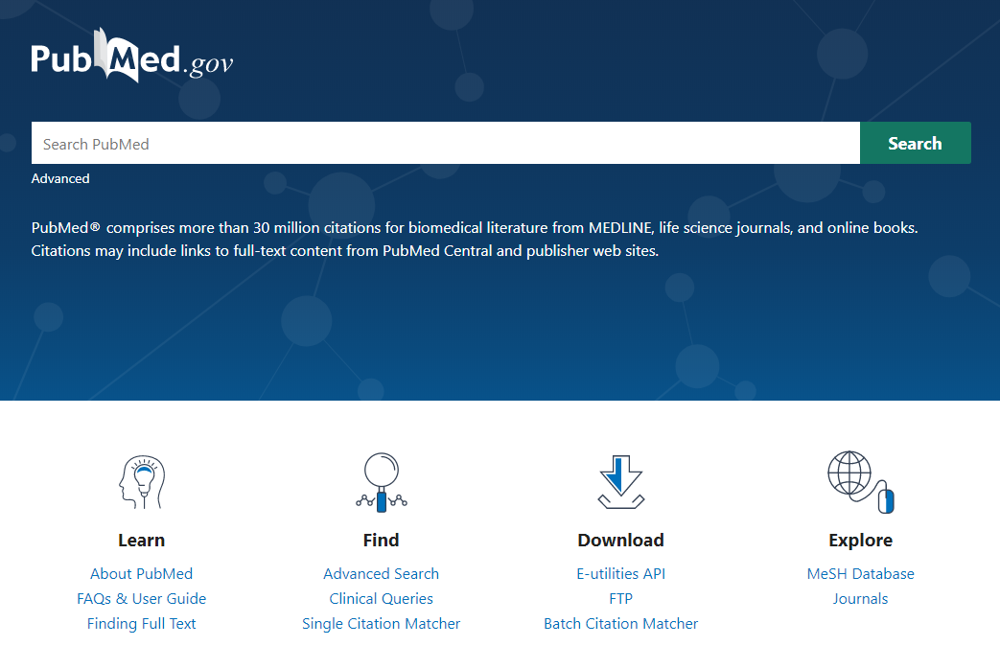 PubMed.gov
Search PubMed
Search
Advanced
PubMed® comprises more than 30 million citations for biomedical literature from MEDLINE, life science journals, and online books.
Citations may include links to full-text content from PubMed Central and publisher web sites.
Learn
About PubMed
FAQs & User Guide
Finding Full Text
Find
Advanced Search
Clinical Queries
Single Citation Matcher
Download
E-utilities API
FTP
Batch Citation Matcher
Explore
MeSH Database
Journals